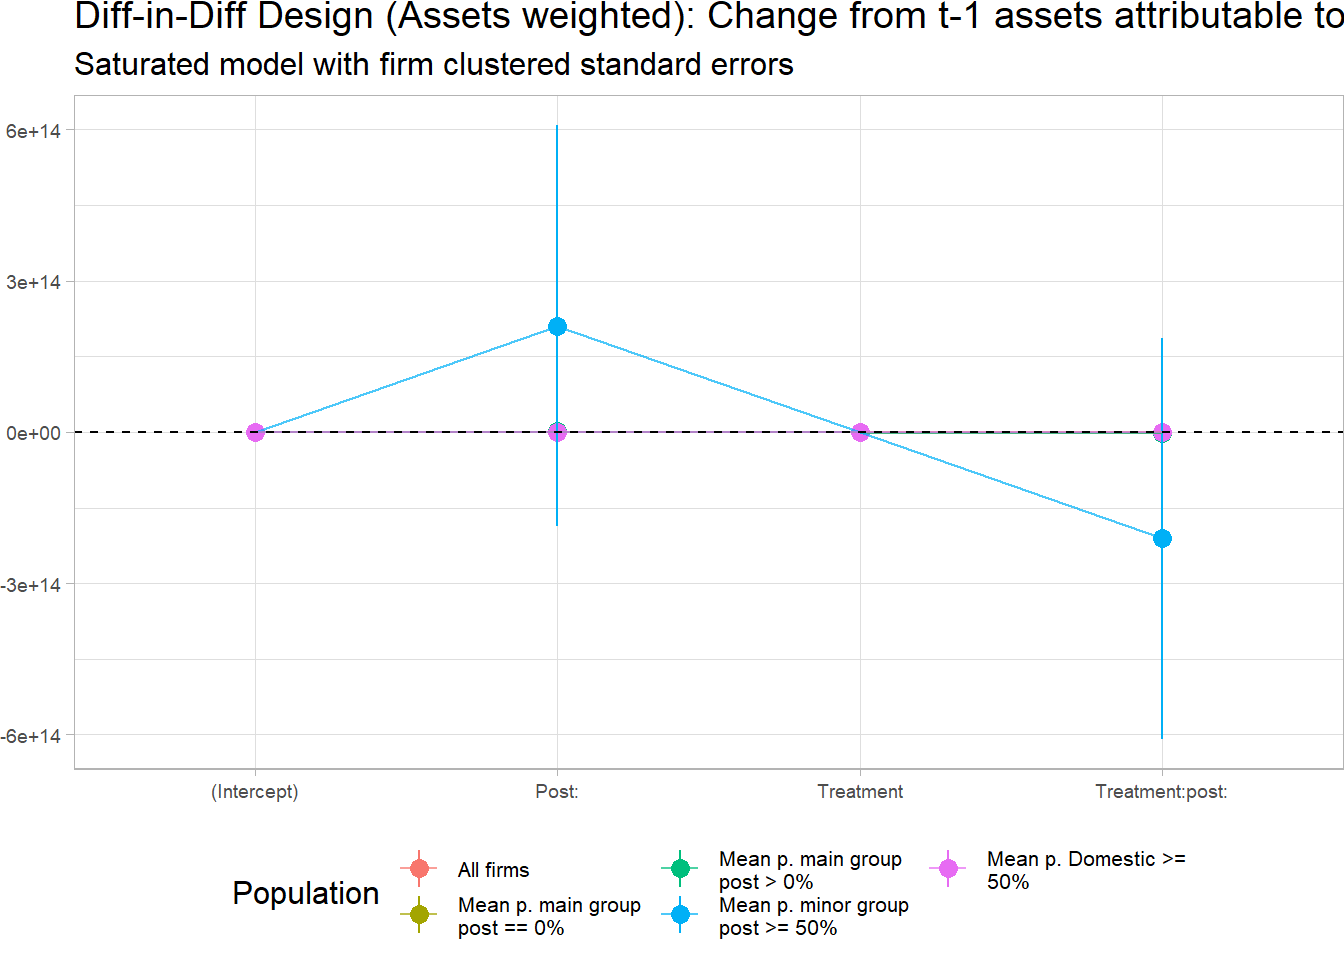 Diff-in-Diff Design (Assets weighted): Change from t-1 assets attributable to
Saturated model with firm clustered standard errors
6e+14
3e+14
0e+00
-3e+14
-6e+14
(Intercept)
Post:
Treatment
Treatment:post:
Population
All firms
Mean p. main group
post == 0%
Mean p. main group
post > 0%
Mean p. minor group
post >= 50%
Mean p. Domestic >=
50%